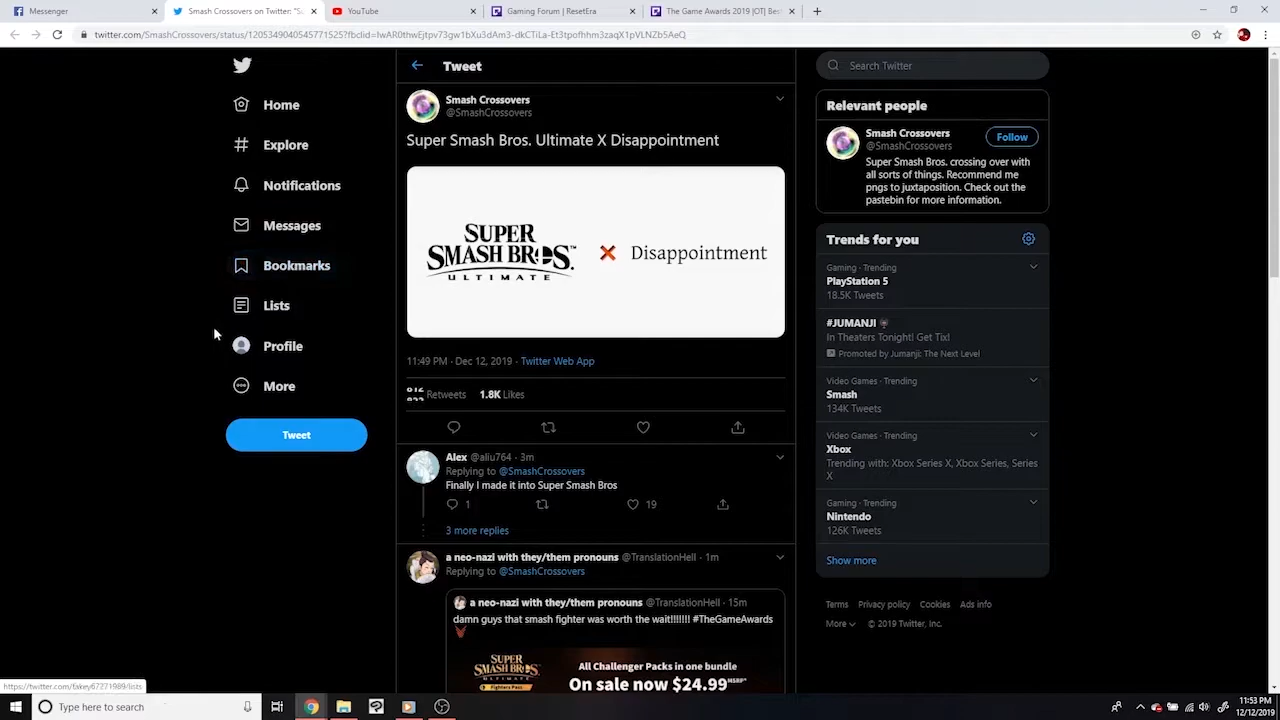 Messenger
Smash Crossovers on Twitter: "Su
YouTube
Gaming Forum | ResetEra
The Game Awards 2019 |OT| Bes
twitter.com/SmashCrossovers/status/1205349040545771525?fbclid=IwAR0thwEjtpv73gw1bXu3dAm3-dkCTiLa-Et3tpofhhm3zaqX1pVLNZb5AeQ
Home
Explore
Notifications
Messages
Bookmarks
Lists
Profile
More
Tweet
Tweet
Smash Crossovers
@SmashCrossovers
Super Smash Bros. Ultimate X Disappointment
SUPER
SMASH BROS.™
ULTIMATE
Disappointment
11:49 PM · Dec 12, 2019 · Twitter Web App
Retweets 1.8K Likes
Alex @aliu764 · 3m
Replying to @SmashCrossovers
Finally I made it into Super Smash Bros
1 19
3 more replies
a neo-nazi with they/them pronouns @TranslationHell · 1m
Replying to @SmashCrossovers
a neo-nazi with they/them pronouns @TranslationHell · 15m
damn guys that smash fighter was worth the wait!!!!!!! #TheGameAwards
SUPER
SMASH BROS.
ULTIMATE
Fighters Pass
All Challenger Packs in one bundle
On sale now $24.99MSRP*
Search Twitter
Relevant people
Smash Crossovers
@SmashCrossovers
Follow
Super Smash Bros. crossing over with
all sorts of things. Recommend me
pngs to juxtaposition. Check out the
pastebin for more information.
Trends for you
Gaming · Trending
PlayStation 5
18.5K Tweets
#JUMANJI
In Theaters Tonight! Get Tix!
Promoted by Jumanji: The Next Level
Video Games · Trending
Smash
134K Tweets
Video Games · Trending
Xbox
Trending with: Xbox Series X, Xbox Series, Series
X
Gaming · Trending
Nintendo
126K Tweets
Show more
Terms Privacy policy Cookies Ads info
More © 2019 Twitter, Inc.
https://twitter.com/fakey67271989/lists
Type here to search
11:53 PM
12/12/2019